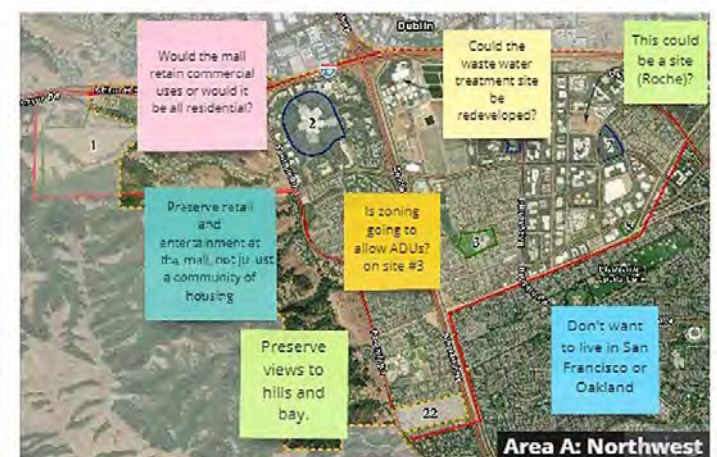 Dublin
Would the mall
retain commercial
uses or would it
be all residential?
Could the
waste water
treatment site
be
redeveloped?
This could
be a site
(Roche)?
1
2
3
Preserve retail
and
entertainment at
the mall, not just
a community of
housing
Is zoning
going to
allow ADUs?
on site #3
Preserve
views to
hills and
bay.
Don't want
to live in San
Francisco or
Oakland
22
Area A: Northwest